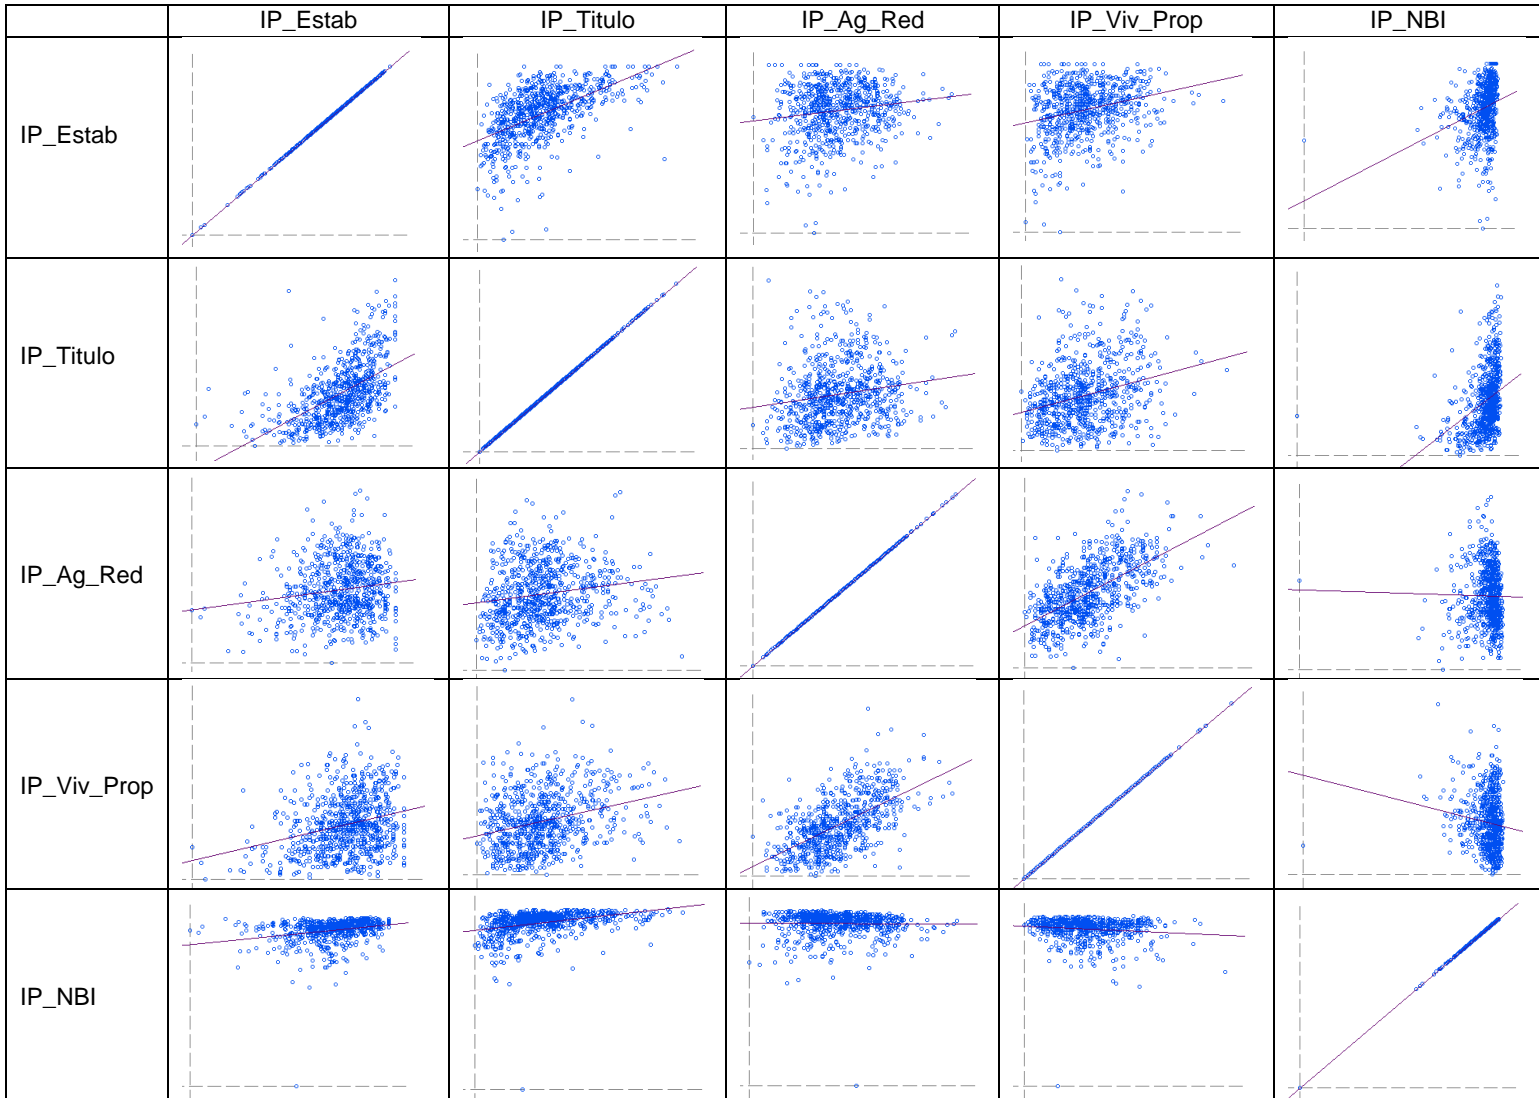 IP_Estab IP_Titulo IP_Ag_Red IP_Viv_Prop IP_NBI
IP_Estab
IP_Titulo
IP_Ag_Red
IP_Viv_Prop
IP_NBI